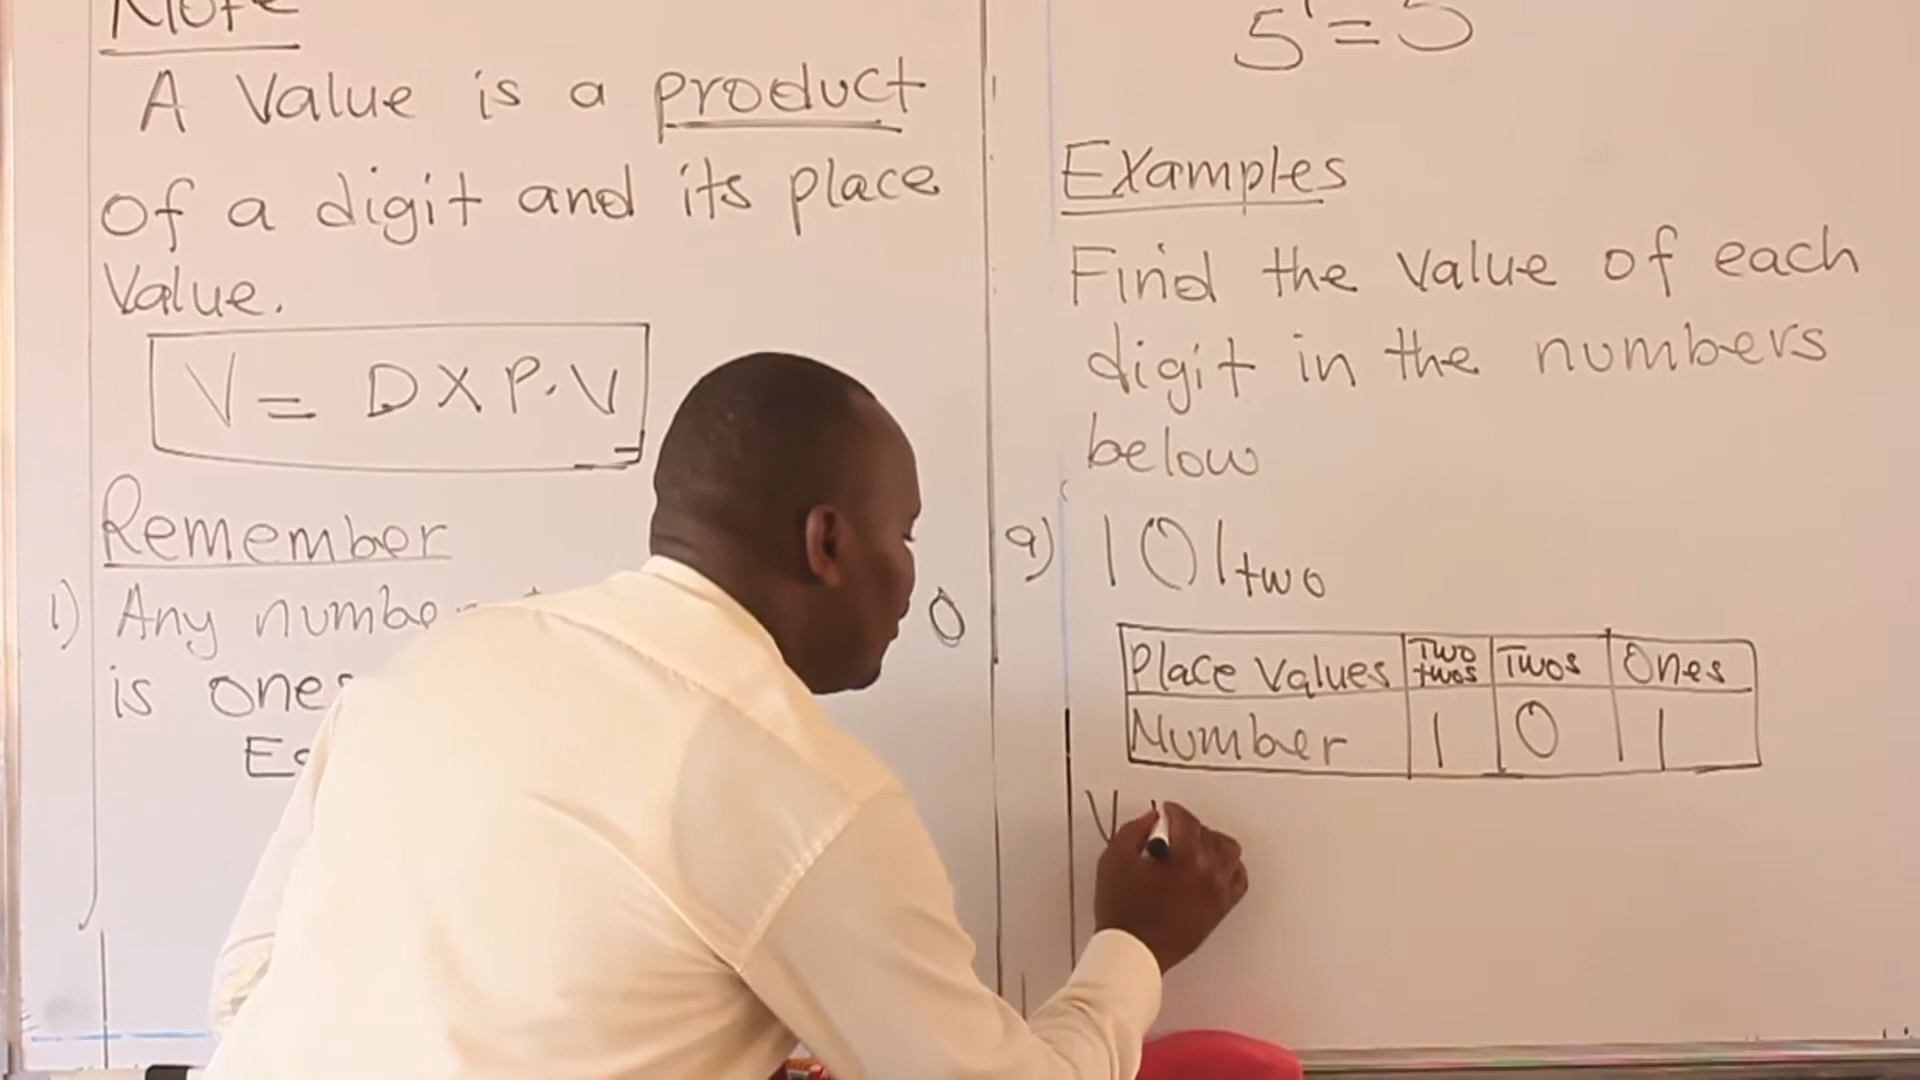 Note
A Value is a product
of a digit and its place
Value.
V = D X P.V
Remember
1) Any number 0
is ones
5¹ = 5
Examples
Find the value of each
digit in the numbers
below
a) 101two
Place Values Two twos Twos Ones
Number 1 0 1
V